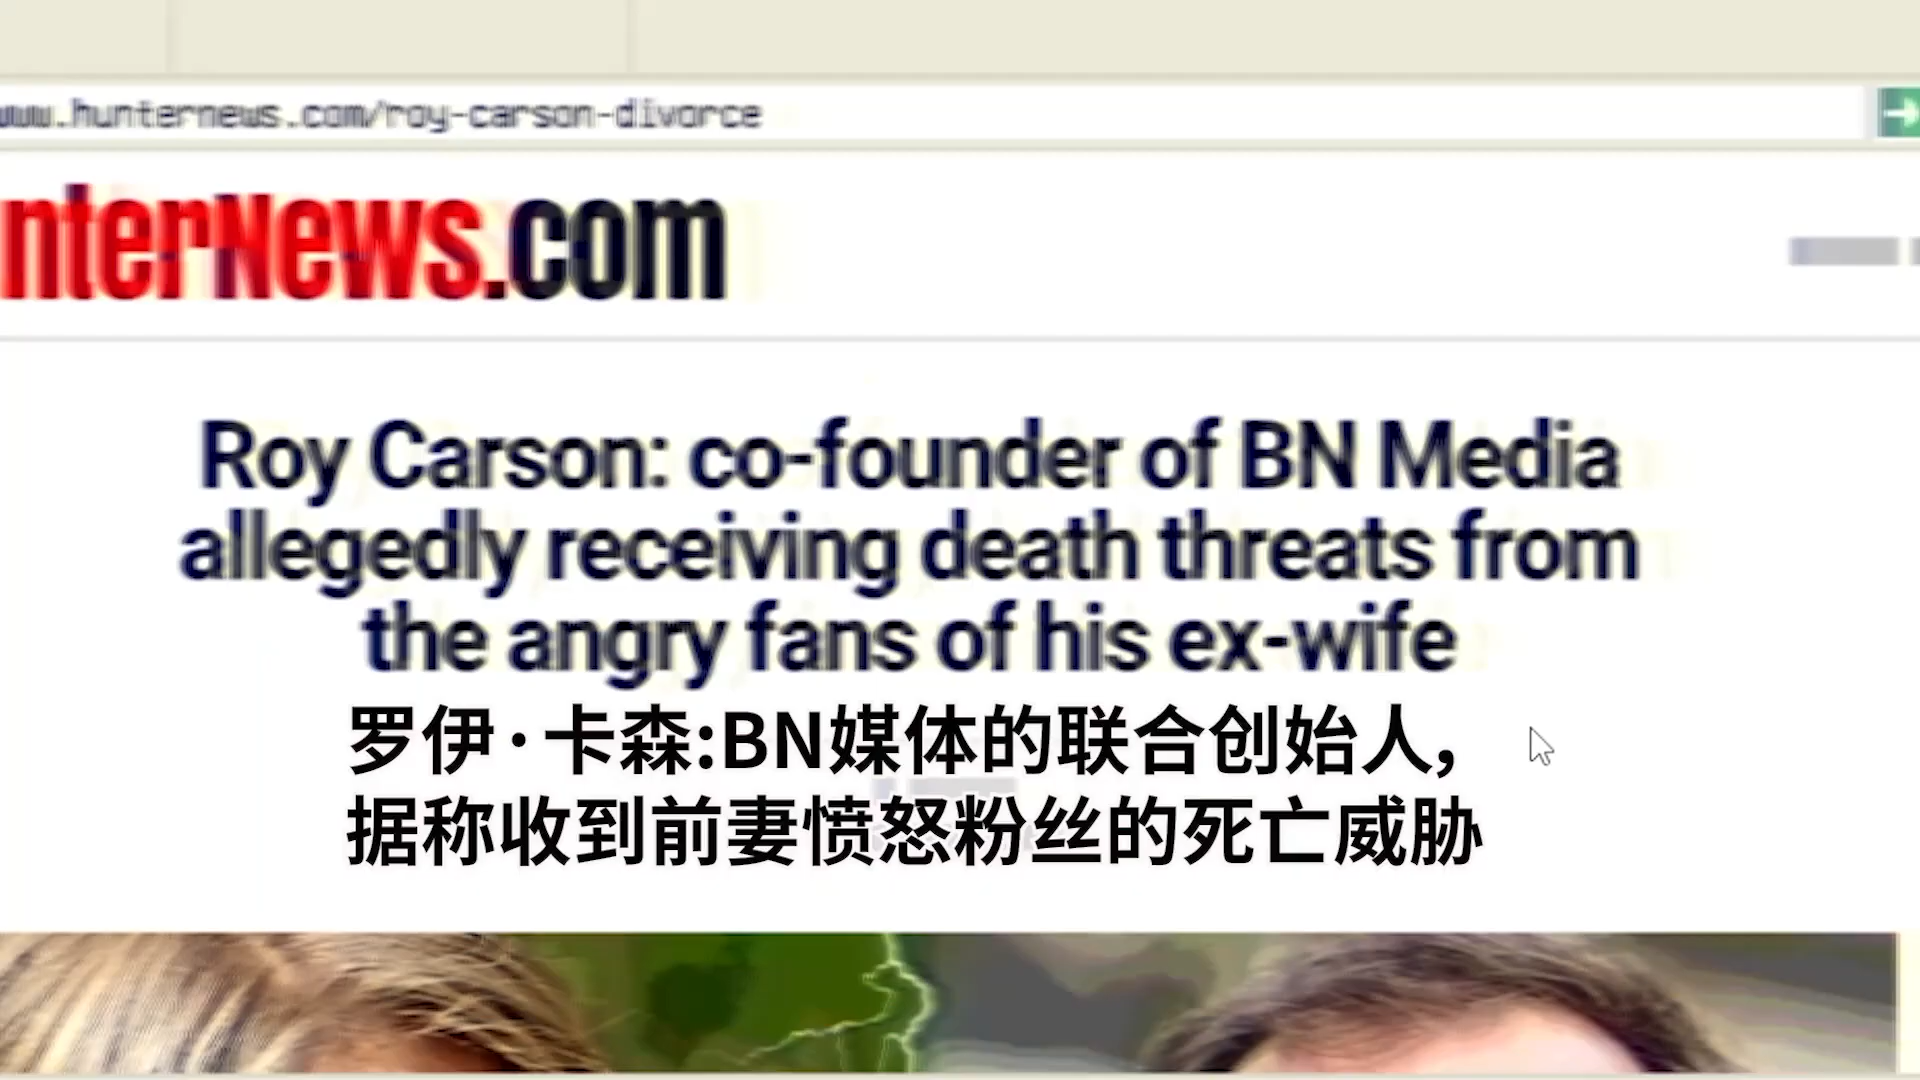 www.hunternews.com/roy-carson-divorce
nterNews.com
Roy Carson: co-founder of BN Media
allegedly receiving death threats from
the angry fans of his ex-wife
罗伊·卡森:BN媒体的联合创始人,
据称收到前妻愤怒粉丝的死亡威胁